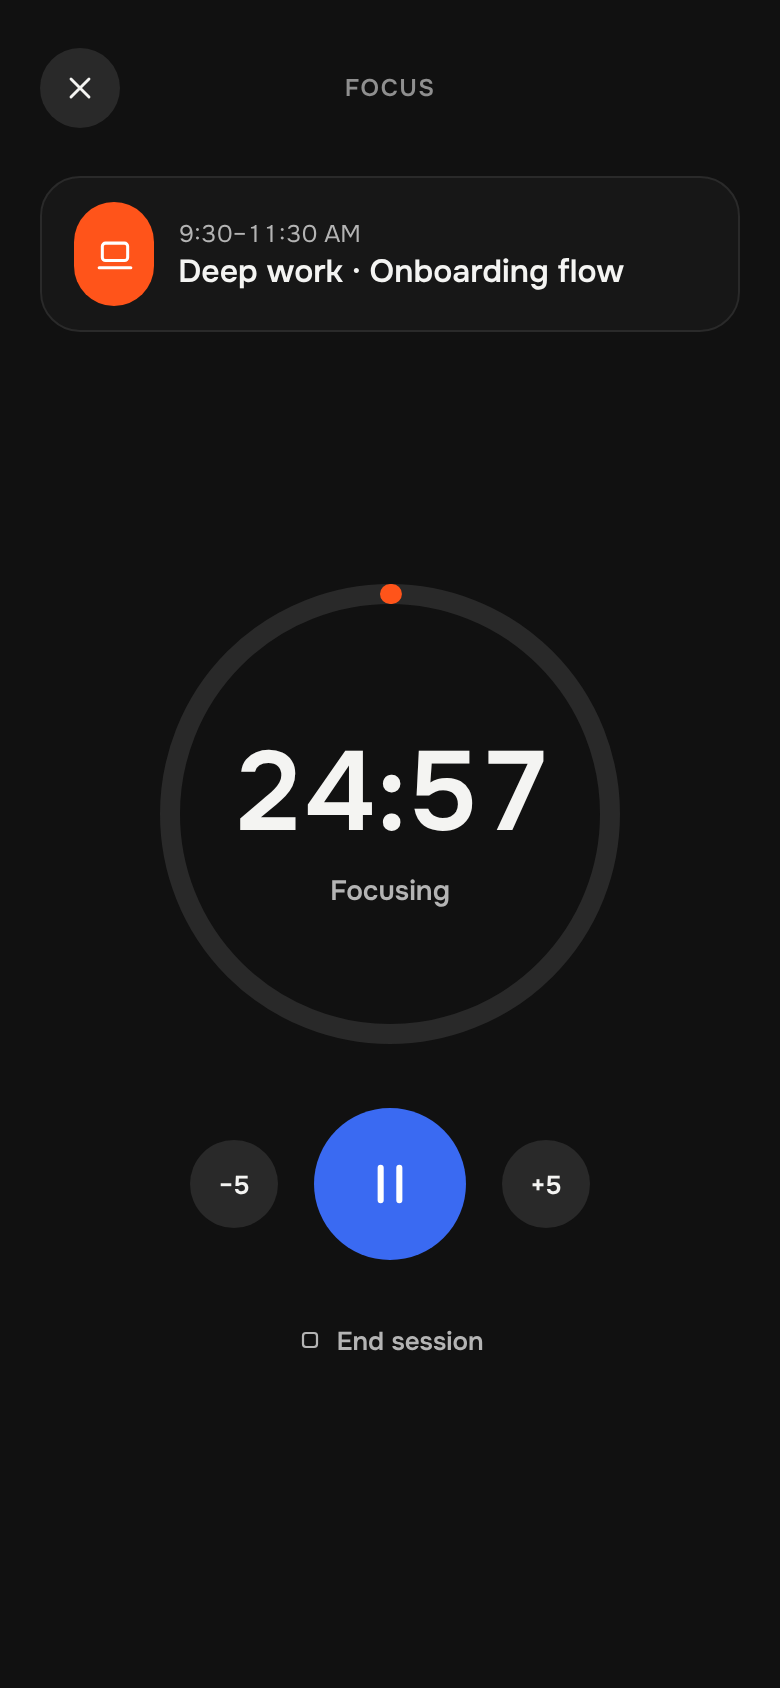 FOCUS
9:30–11:30 AM
Deep work · Onboarding flow
24:57
Focusing
−5
+5
End session